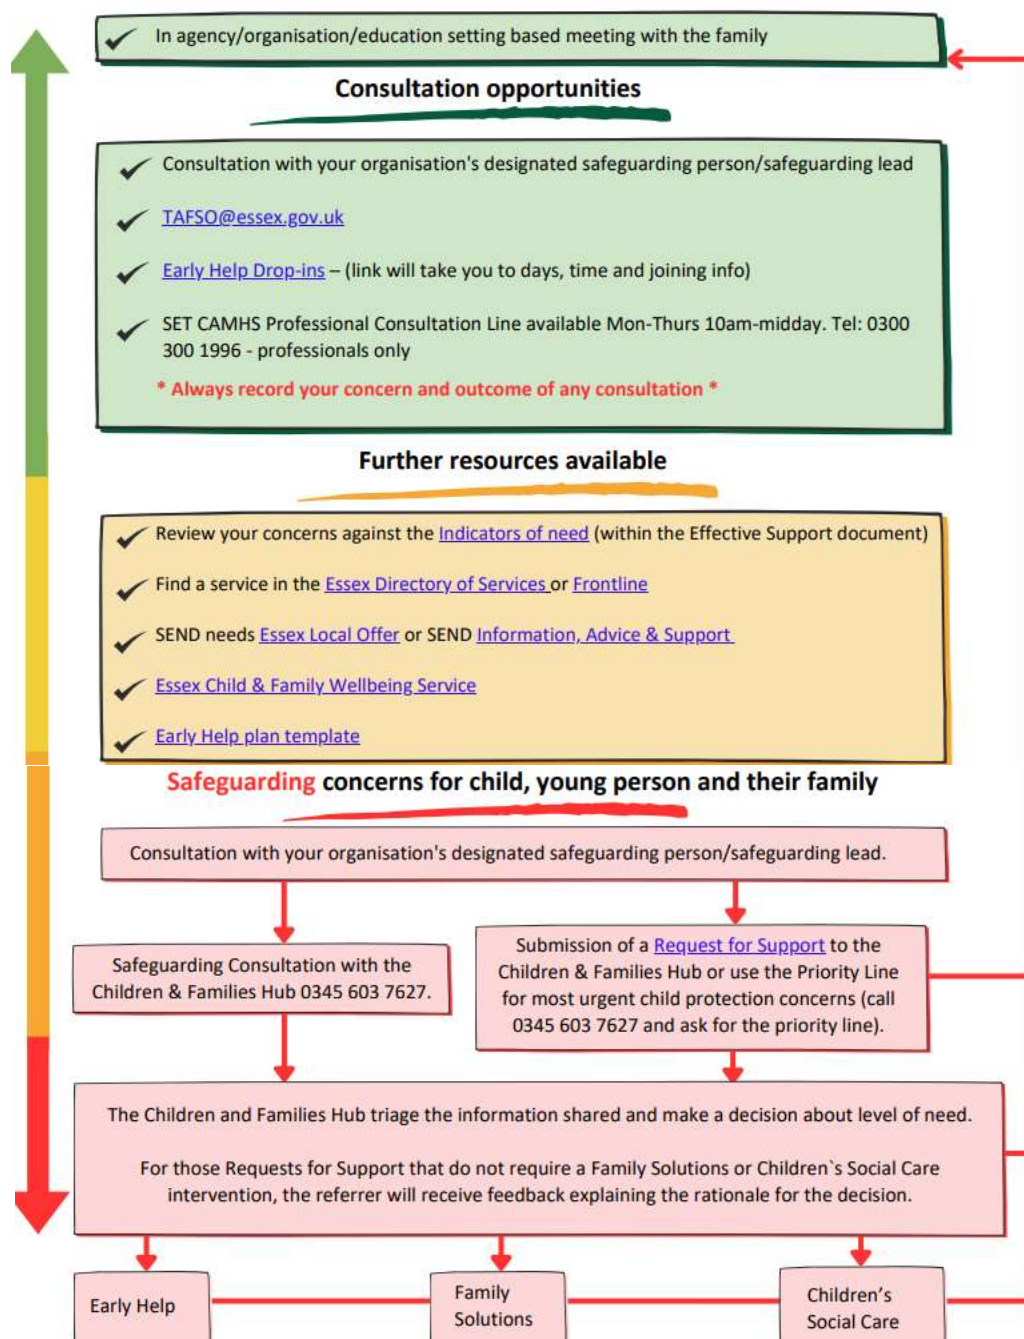 In agency/organisation/education setting based meeting with the family
Consultation opportunities
Consultation with your organisation's designated safeguarding person/safeguarding lead
TAFSO@essex.gov.uk
Early Help Drop-ins – (link will take you to days, time and joining info)
SET CAMHS Professional Consultation Line available Mon-Thurs 10am-midday. Tel: 0300
300 1996 - professionals only
* Always record your concern and outcome of any consultation *
Further resources available
Review your concerns against the Indicators of need (within the Effective Support document)
Find a service in the Essex Directory of Services or Frontline
SEND needs Essex Local Offer or SEND Information, Advice & Support
Essex Child & Family Wellbeing Service
Early Help plan template
Safeguarding concerns for child, young person and their family
Consultation with your organisation's designated safeguarding person/safeguarding lead.
Safeguarding Consultation with the
Children & Families Hub 0345 603 7627.
Submission of a Request for Support to the
Children & Families Hub or use the Priority Line
for most urgent child protection concerns (call
0345 603 7627 and ask for the priority line).
The Children and Families Hub triage the information shared and make a decision about level of need.
For those Requests for Support that do not require a Family Solutions or Children`s Social Care
intervention, the referrer will receive feedback explaining the rationale for the decision.
Early Help
Family
Solutions
Children's
Social Care